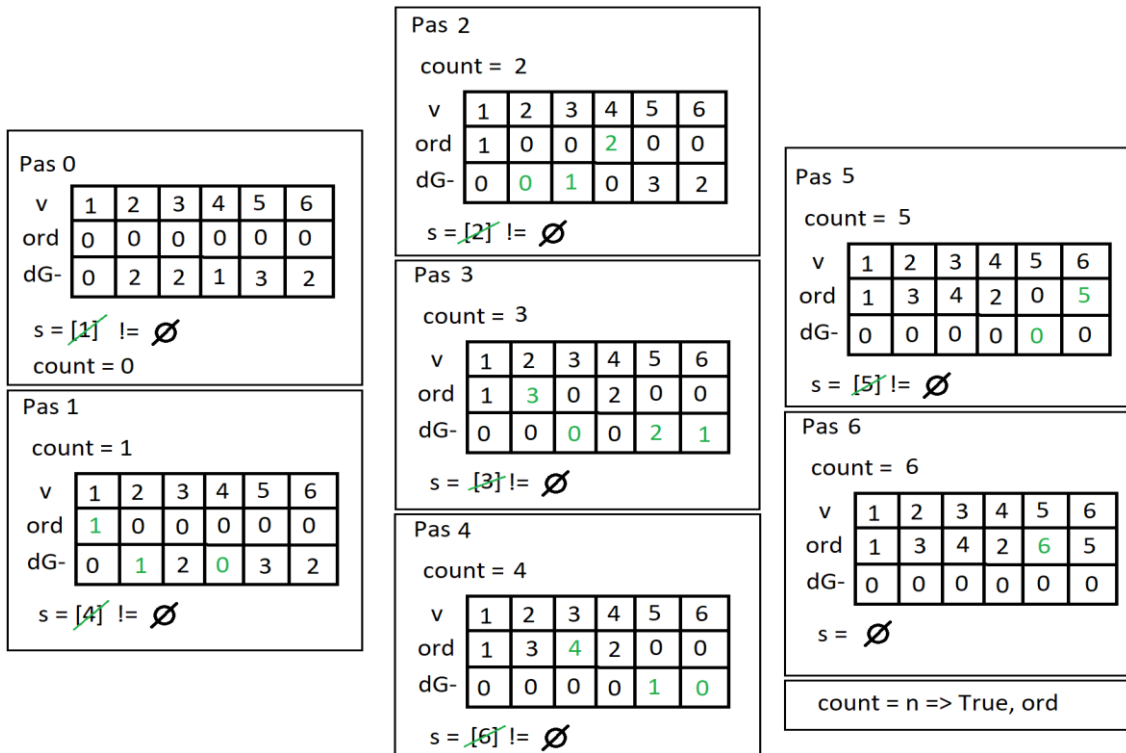 Pas 0
v 1 2 3 4 5 6
ord 0 0 0 0 0 0
dG- 0 2 2 1 3 2
s = [1] != Ø
count = 0
Pas 1
count = 1
v 1 2 3 4 5 6
ord 1 0 0 0 0 0
dG- 0 1 2 0 3 2
s = [4] != Ø
Pas 2
count = 2
v 1 2 3 4 5 6
ord 1 0 0 2 0 0
dG- 0 0 1 0 3 2
s = [2] != Ø
Pas 3
count = 3
v 1 2 3 4 5 6
ord 1 3 0 2 0 0
dG- 0 0 0 0 2 1
s = [3] != Ø
Pas 4
count = 4
v 1 2 3 4 5 6
ord 1 3 4 2 0 0
dG- 0 0 0 0 1 0
s = [6] != Ø
Pas 5
count = 5
v 1 2 3 4 5 6
ord 1 3 4 2 0 5
dG- 0 0 0 0 0 0
s = [5] != Ø
Pas 6
count = 6
v 1 2 3 4 5 6
ord 1 3 4 2 6 5
dG- 0 0 0 0 0 0
s = Ø
count = n => True, ord